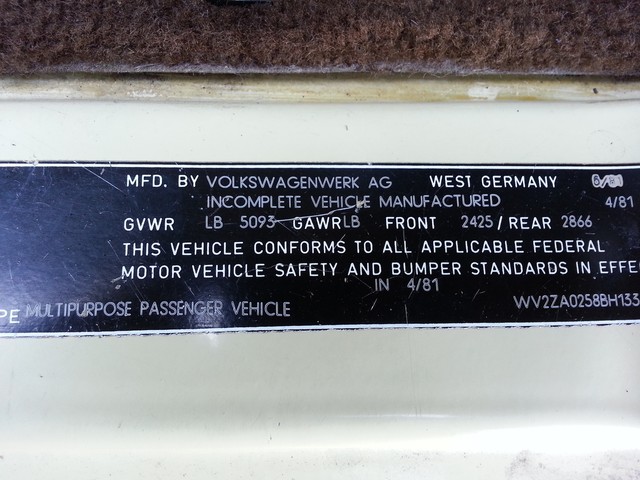 MFD. BY VOLKSWAGENWERK AG WEST GERMANY
INCOMPLETE VEHICLE MANUFACTURED 4/81
GVWR LB 5093 GAWR LB FRONT 2425 / REAR 2866
THIS VEHICLE CONFORMS TO ALL APPLICABLE FEDERAL
MOTOR VEHICLE SAFETY AND BUMPER STANDARDS IN EFFE
IN 4/81
PE MULTIPURPOSE PASSENGER VEHICLE WV2ZA0258BH133